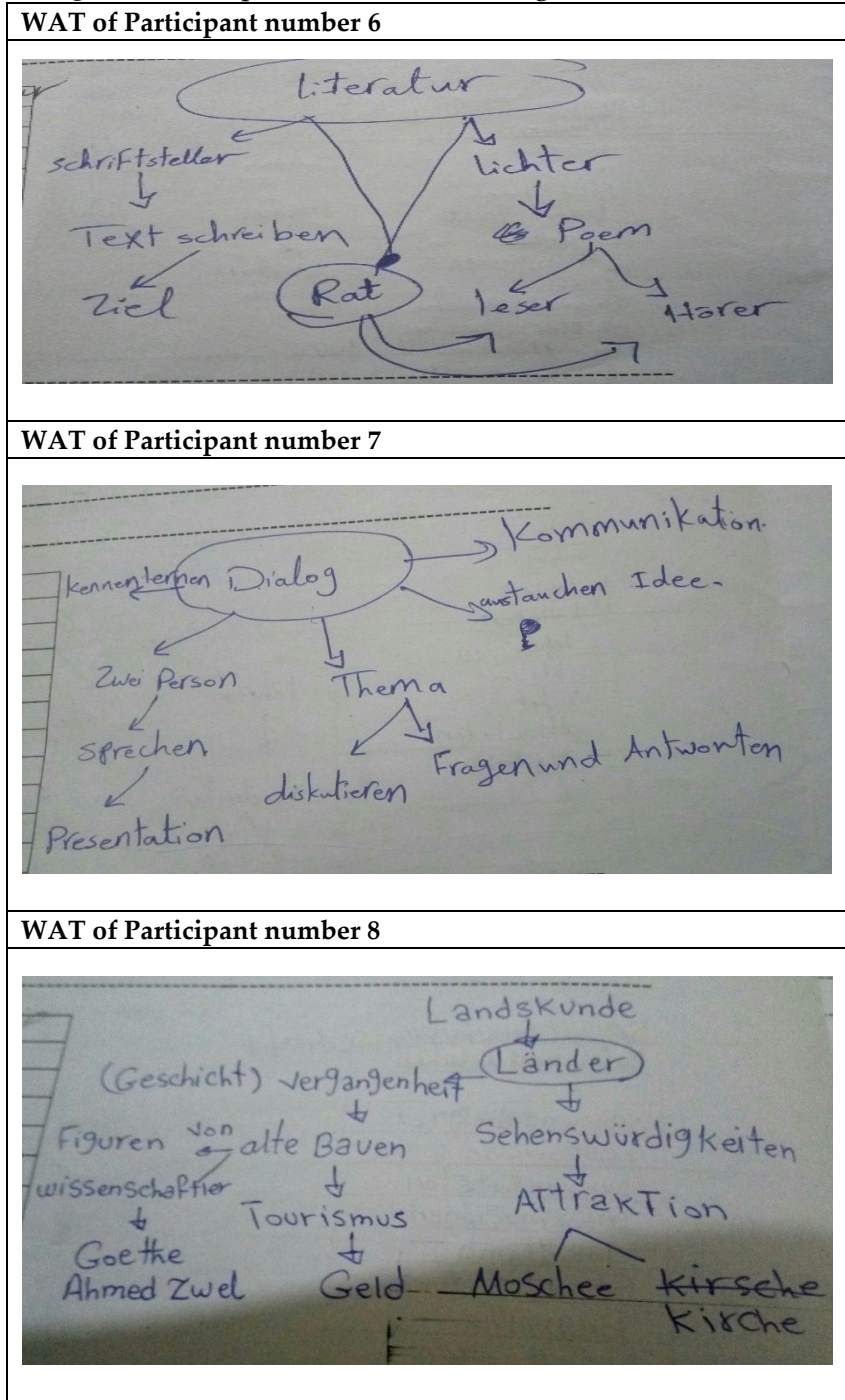 WAT of Participant number 6
Literatur
schriftsteller
lichter
Text schreiben
Poem
Ziel
Rat
leser
Hörer
WAT of Participant number 7
Kommunikation.
kennenlernen
Dialog
austauchen Idee.
Zwei Person
Thema
sprechen
diskutieren
Fragen und Antworten
Presentation
WAT of Participant number 8
Landskunde
(Geschicht) vergangenheit
Länder
Figuren von
alte Bauen
Sehenswürdigkeiten
wissenschaftler
Tourismus
ATTrakTion
Goethe
Ahmed Zwel
Geld
Moschee
kirsche
kirche